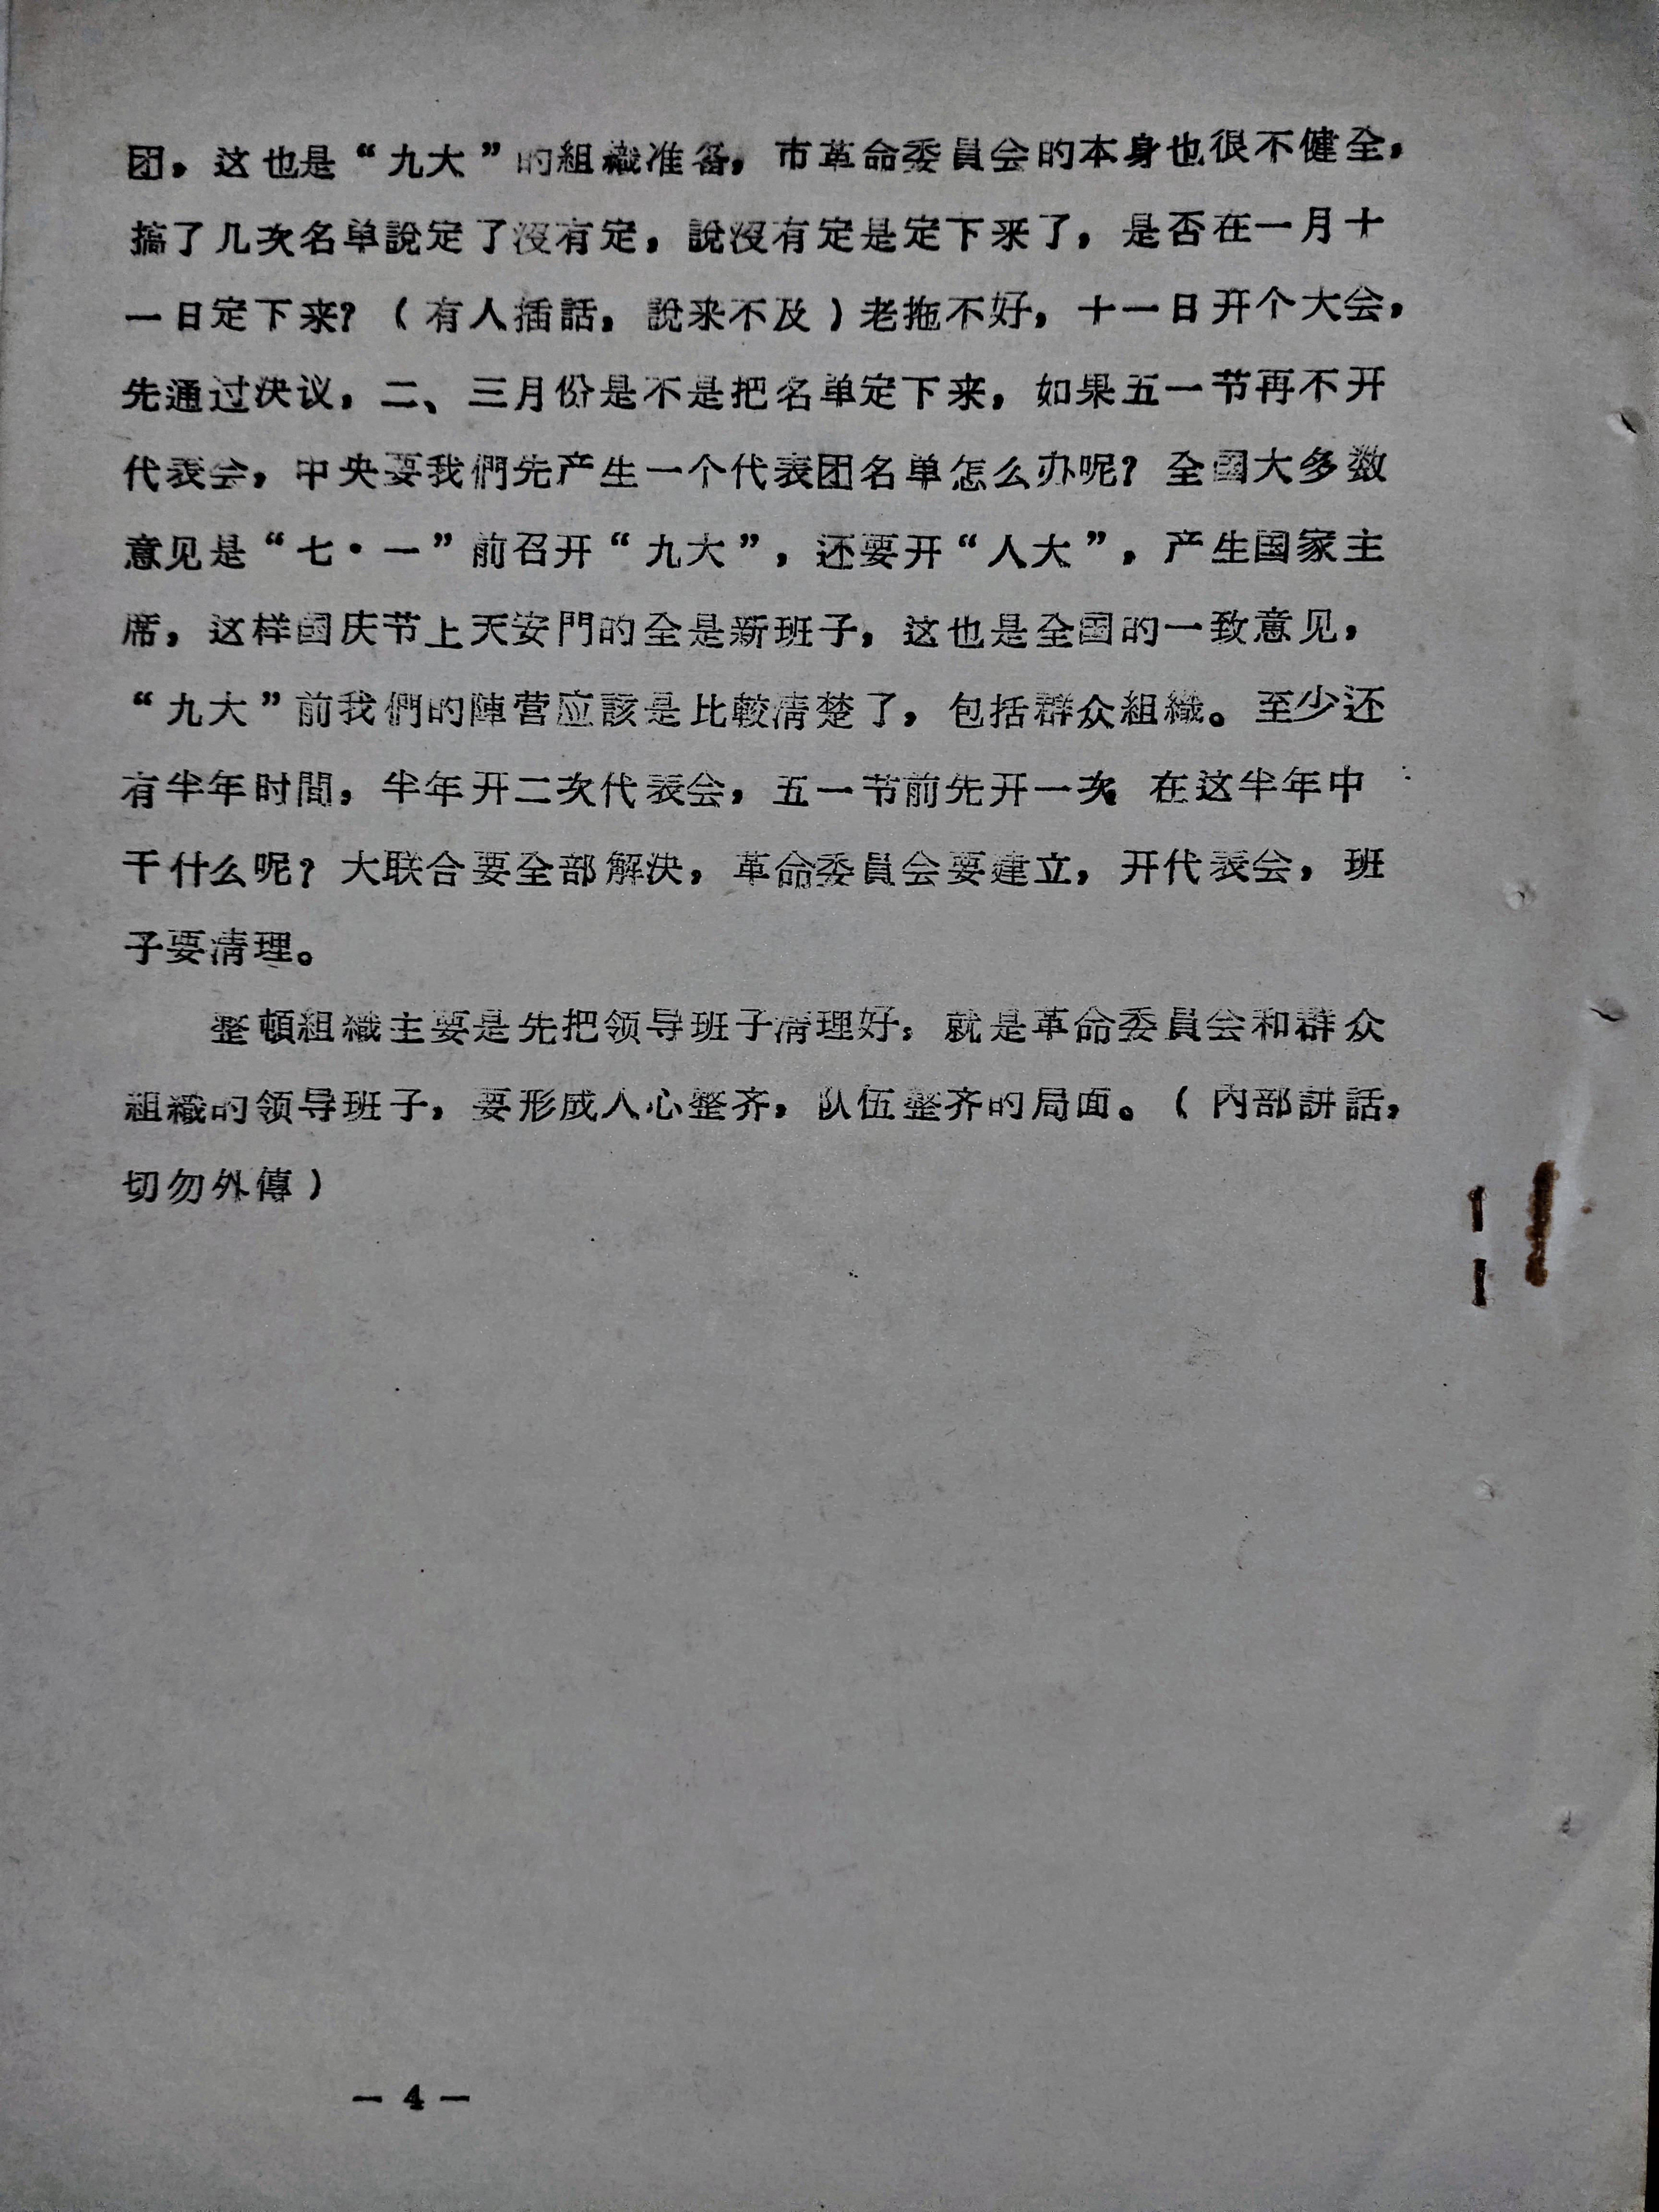 团，这也是“九大”的組織准备，市革命委員会的本身也很不健全，
搞了几次名单說定了沒有定，說沒有定是定下来了，是否在一月十
一日定下来？（有人插話，說来不及）老拖不好，十一日开个大会，
先通过决议，二、三月份是不是把名单定下来，如果五一节再不开
代表会，中央要我們先产生一个代表团名单怎么办呢？全國大多数
意见是“七·一”前召开“九大”，还要开“人大”，产生国家主
席，这样國庆节上天安門的全是新班子，这也是全國的一致意见，
“九大”前我們的陣营应該是比較清楚了，包括群众組織。至少还
有半年时間，半年开二次代表会，五一节前先开一次 在这半年中
干什么呢？大联合要全部解决，革命委員会要建立，开代表会，班
子要清理。
整頓組織主要是先把领导班子清理好，就是革命委員会和群众
組織的领导班子，要形成人心整齐，队伍整齐的局面。（內部講話，
切勿外傳）
— 4 —